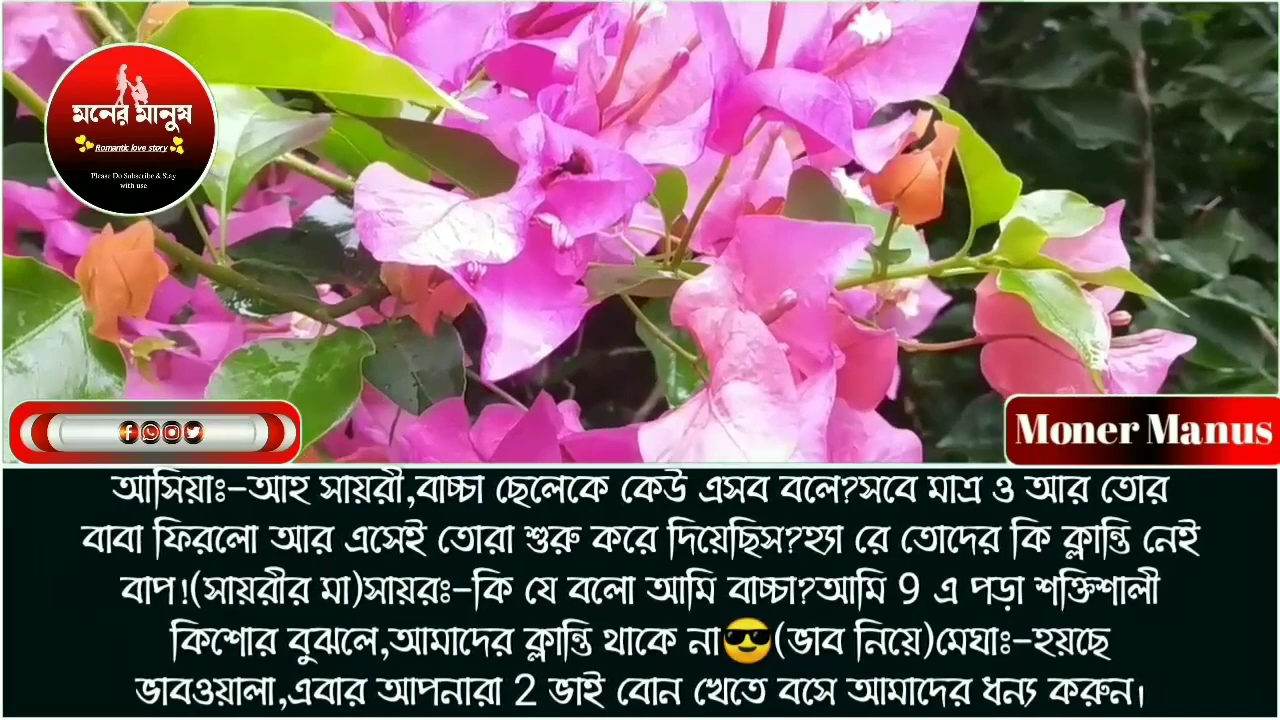 মনের মানুষ
Romantic love story
Please Do Subscribe & Stay
with use
Moner Manus
আসিয়াঃ-আহ সায়রী,বাচ্চা ছেলেকে কেউ এসব বলে?সবে মাত্র ও আর তোর
বাবা ফিরলো আর এসেই তোরা শুরু করে দিয়েছিস?হ্যা রে তোদের কি ক্লান্তি নেই
বাপ!(সায়রীর মা)সায়রঃ-কি যে বলো আমি বাচ্চা?আমি 9 এ পড়া শক্তিশালী
কিশোর বুঝলে,আমাদের ক্লান্তি থাকে না😎(ভাব নিয়ে)মেঘাঃ-হয়ছে
ভাবওয়ালা,এবার আপনারা 2 ভাই বোন খেতে বসে আমাদের ধন্য করুন।